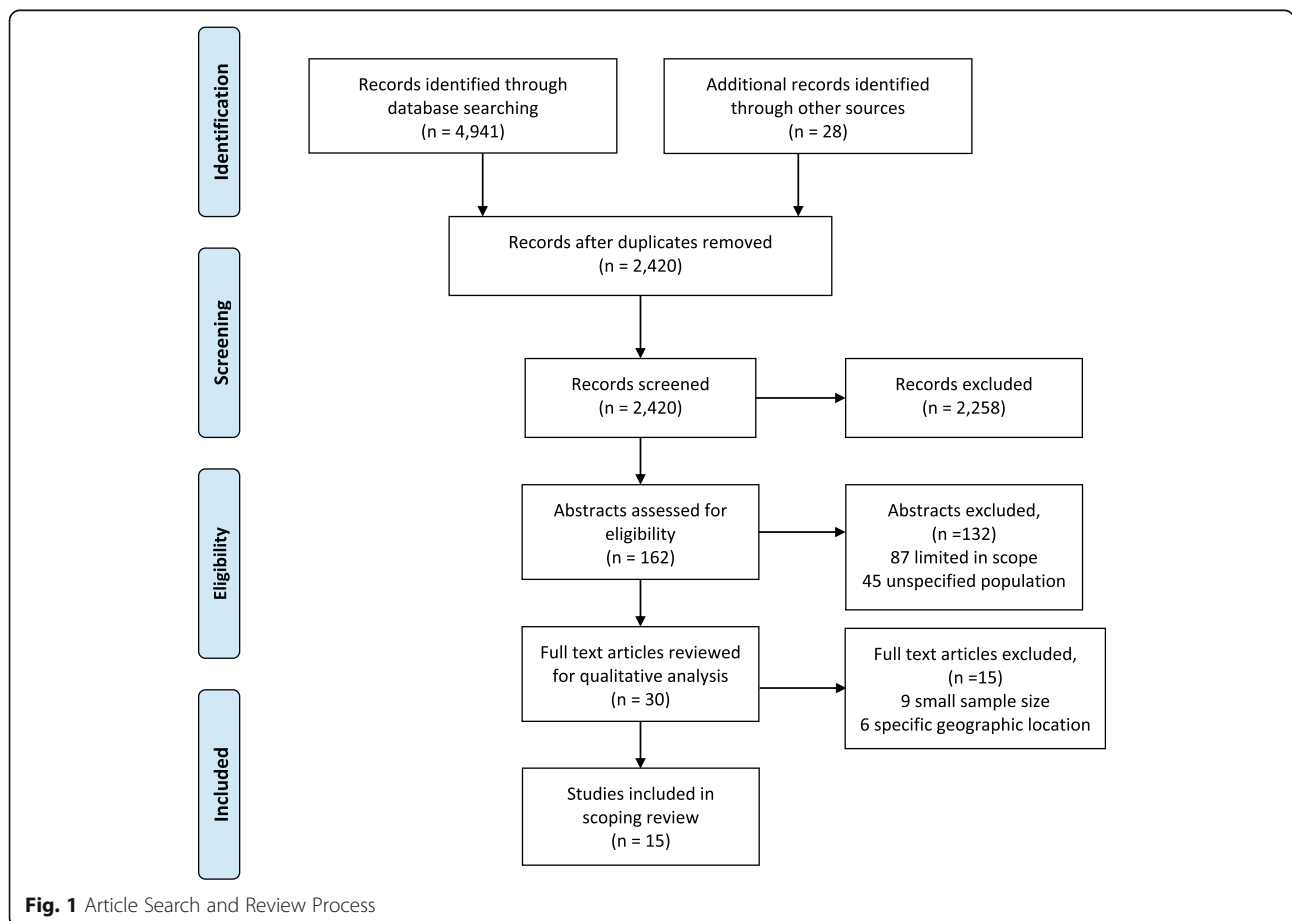 Identification
Records identified through
database searching
(n = 4,941)
Additional records identified
through other sources
(n = 28)
Records after duplicates removed
(n = 2,420)
Screening
Records screened
(n = 2,420)
Records excluded
(n = 2,258)
Eligibility
Abstracts assessed for
eligibility
(n = 162)
Abstracts excluded,
(n =132)
87 limited in scope
45 unspecified population
Full text articles reviewed
for qualitative analysis
(n = 30)
Full text articles excluded,
(n =15)
9 small sample size
6 specific geographic location
Included
Studies included in
scoping review
(n = 15)
Fig. 1 Article Search and Review Process